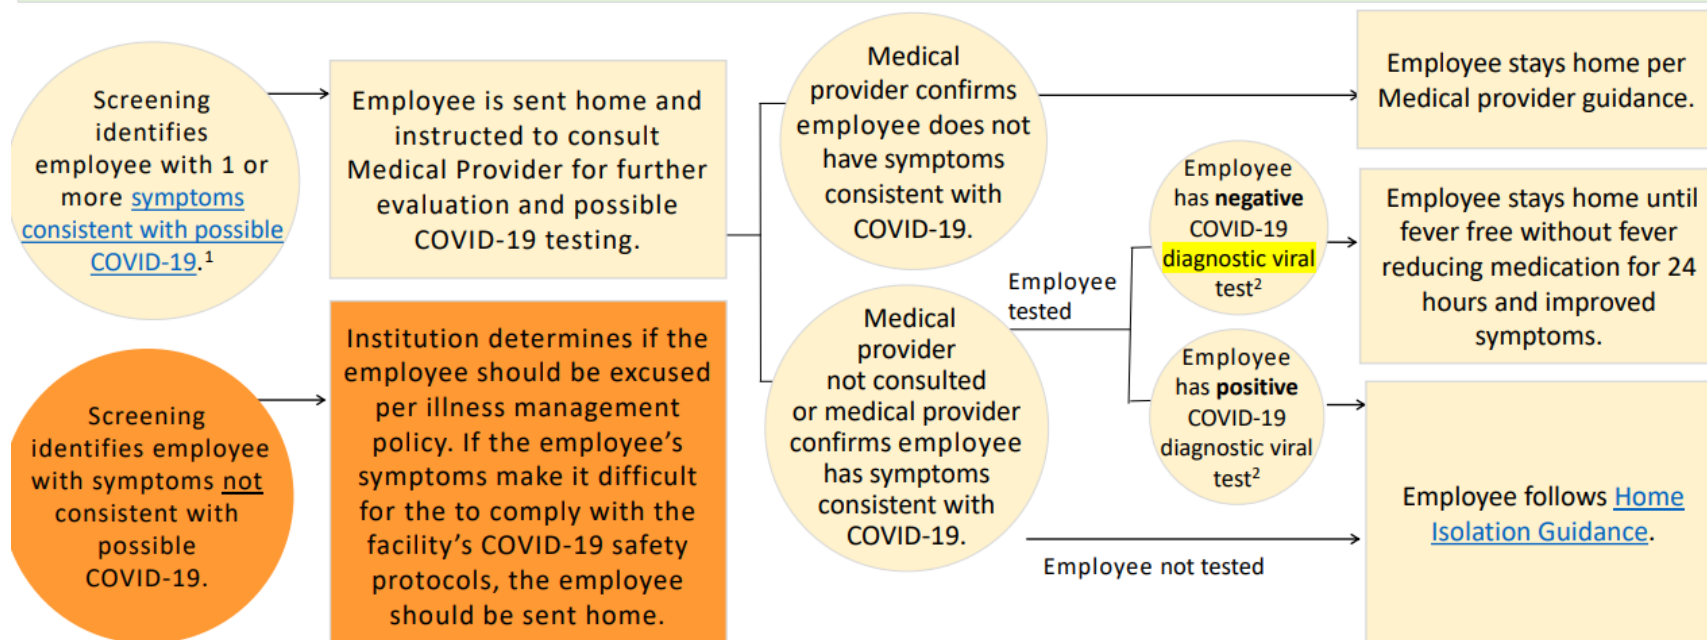 Screening
identifies
employee with 1 or
more symptoms
consistent with possible
COVID-19.¹
Employee is sent home and
instructed to consult
Medical Provider for further
evaluation and possible
COVID-19 testing.
Medical
provider confirms
employee does not
have symptoms
consistent with
COVID-19.
Employee stays home per
Medical provider guidance.
Employee
tested
Employee
has negative
COVID-19
diagnostic viral
test²
Employee stays home until
fever free without fever
reducing medication for 24
hours and improved
symptoms.
Medical
provider
not consulted
or medical provider
confirms employee
has symptoms
consistent with
COVID-19.
Employee
has positive
COVID-19
diagnostic viral
test²
Employee not tested
Employee follows Home
Isolation Guidance.
Screening
identifies employee
with symptoms not
consistent with
possible
COVID-19.
Institution determines if the
employee should be excused
per illness management
policy. If the employee’s
symptoms make it difficult
for the to comply with the
facility’s COVID-19 safety
protocols, the employee
should be sent home.